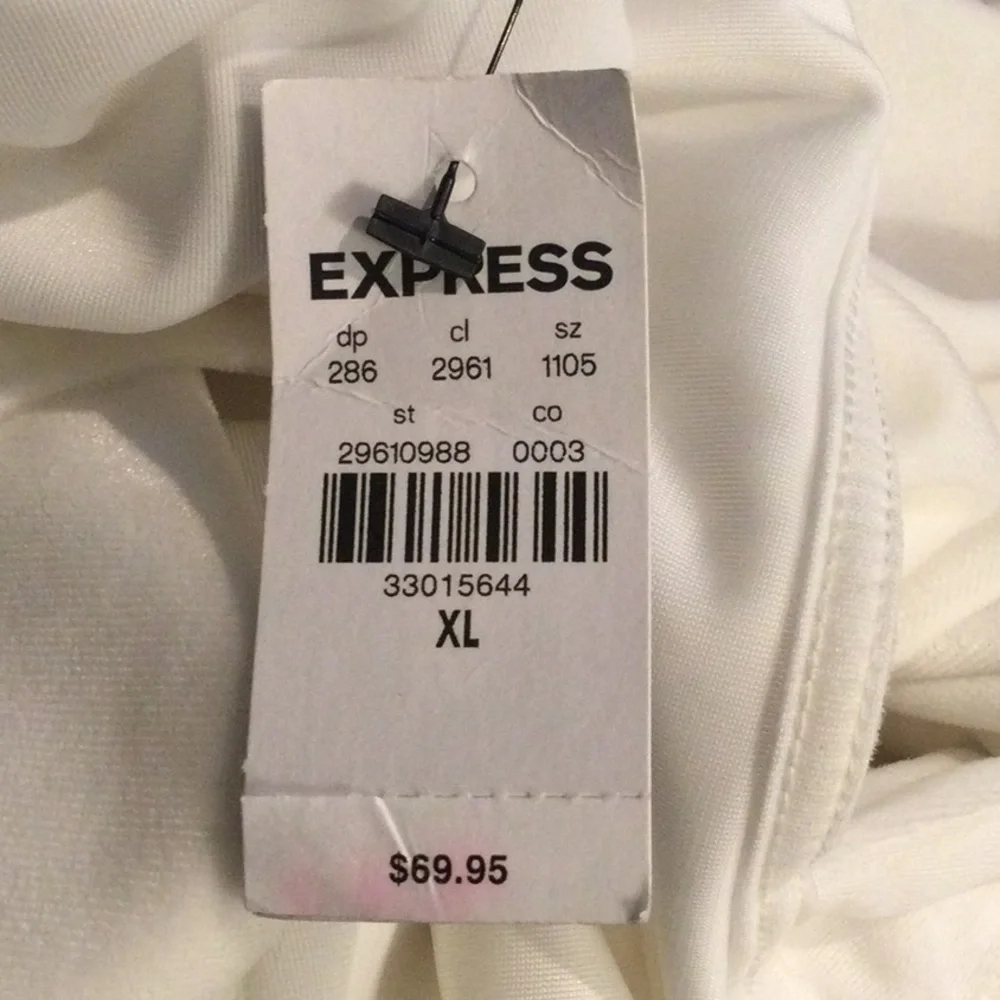 EXPRESS
dp cl sz
286 2961 1105
st co
29610988 0003
33015644
XL
$69.95